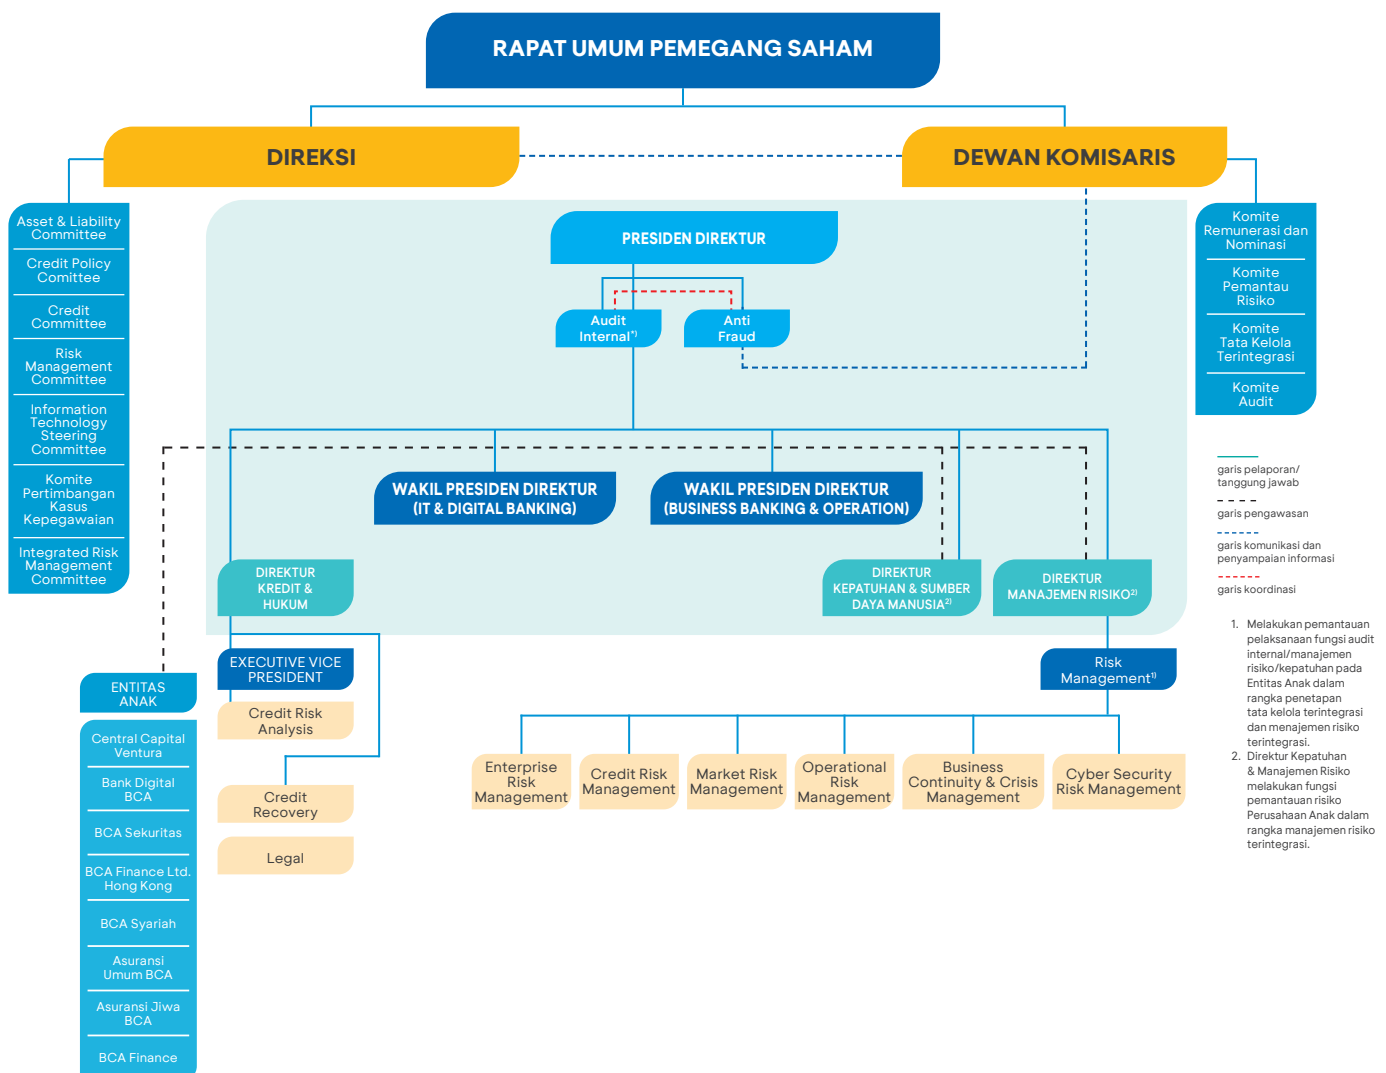 RAPAT UMUM PEMEGANG SAHAM
DIREKSI
DEWAN KOMISARIS
Asset & Liability
Committee
Credit Policy
Comittee
Credit
Committee
Risk
Management
Committee
Information
Technology
Steering
Committee
Komite
Pertimbangan
Kasus
Kepegawaian
Integrated Risk
Management
Committee
PRESIDEN DIREKTUR
Audit
Internal*)
Anti
Fraud
Komite
Remunerasi dan
Nominasi
Komite
Pemantau
Risiko
Komite
Tata Kelola
Terintegrasi
Komite
Audit
WAKIL PRESIDEN DIREKTUR
(IT & DIGITAL BANKING)
WAKIL PRESIDEN DIREKTUR
(BUSINESS BANKING & OPERATION)
DIREKTUR
KREDIT &
HUKUM
DIREKTUR
KEPATUHAN & SUMBER
DAYA MANUSIA2)
DIREKTUR
MANAJEMEN RISIKO2)
EXECUTIVE VICE
PRESIDENT
Credit Risk
Analysis
Credit
Recovery
Legal
Risk
Management1)
Enterprise
Risk
Management
Credit Risk
Management
Market Risk
Management
Operational
Risk
Management
Business
Continuity & Crisis
Management
Cyber Security
Risk Management
ENTITAS
ANAK
Central Capital
Ventura
Bank Digital
BCA
BCA Sekuritas
BCA Finance Ltd.
Hong Kong
BCA Syariah
Asuransi
Umum BCA
Asuransi Jiwa
BCA
BCA Finance
garis pelaporan/
tanggung jawab
garis pengawasan
garis komunikasi dan
penyampaian informasi
garis koordinasi
1. Melakukan pemantauan
pelaksanaan fungsi audit
internal/manajemen
risiko/kepatuhan pada
Entitas Anak dalam
rangka penetapan
tata kelola terintegrasi
dan menajemen risiko
terintegrasi.
2. Direktur Kepatuhan
& Manajemen Risiko
melakukan fungsi
pemantauan risiko
Perusahaan Anak dalam
rangka manajemen risiko
terintegrasi.